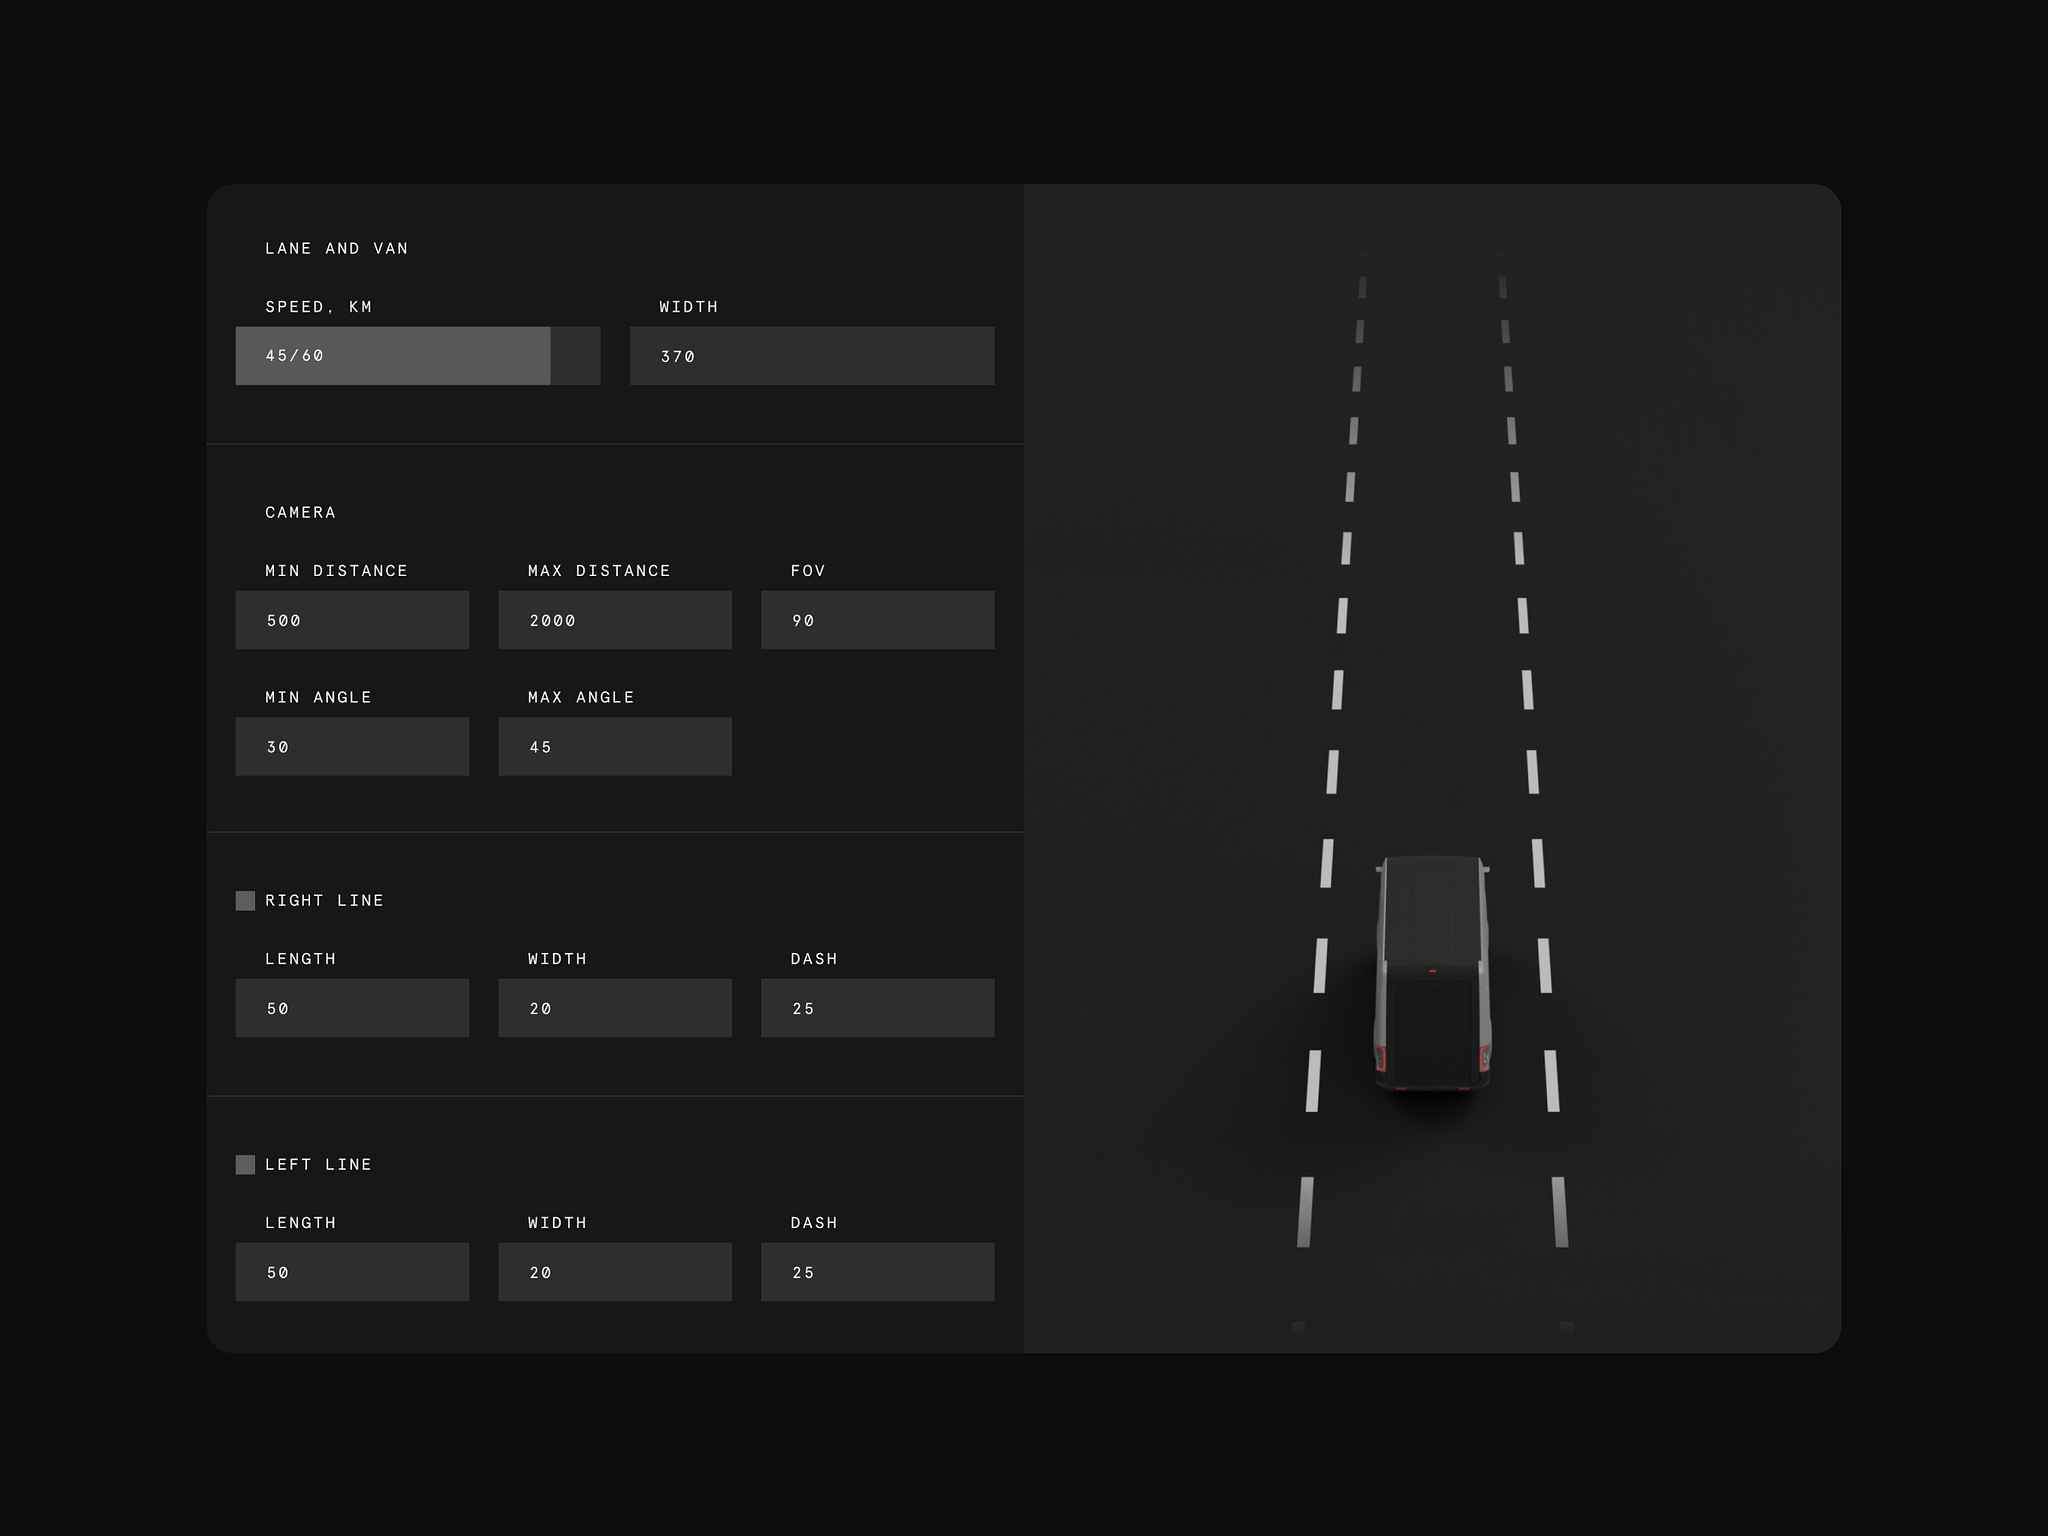 LANE AND VAN
SPEED, KM WIDTH
45/60 370
CAMERA
MIN DISTANCE MAX DISTANCE FOV
500 2000 90
MIN ANGLE MAX ANGLE
30 45
RIGHT LINE
LENGTH WIDTH DASH
50 20 25
LEFT LINE
LENGTH WIDTH DASH
50 20 25